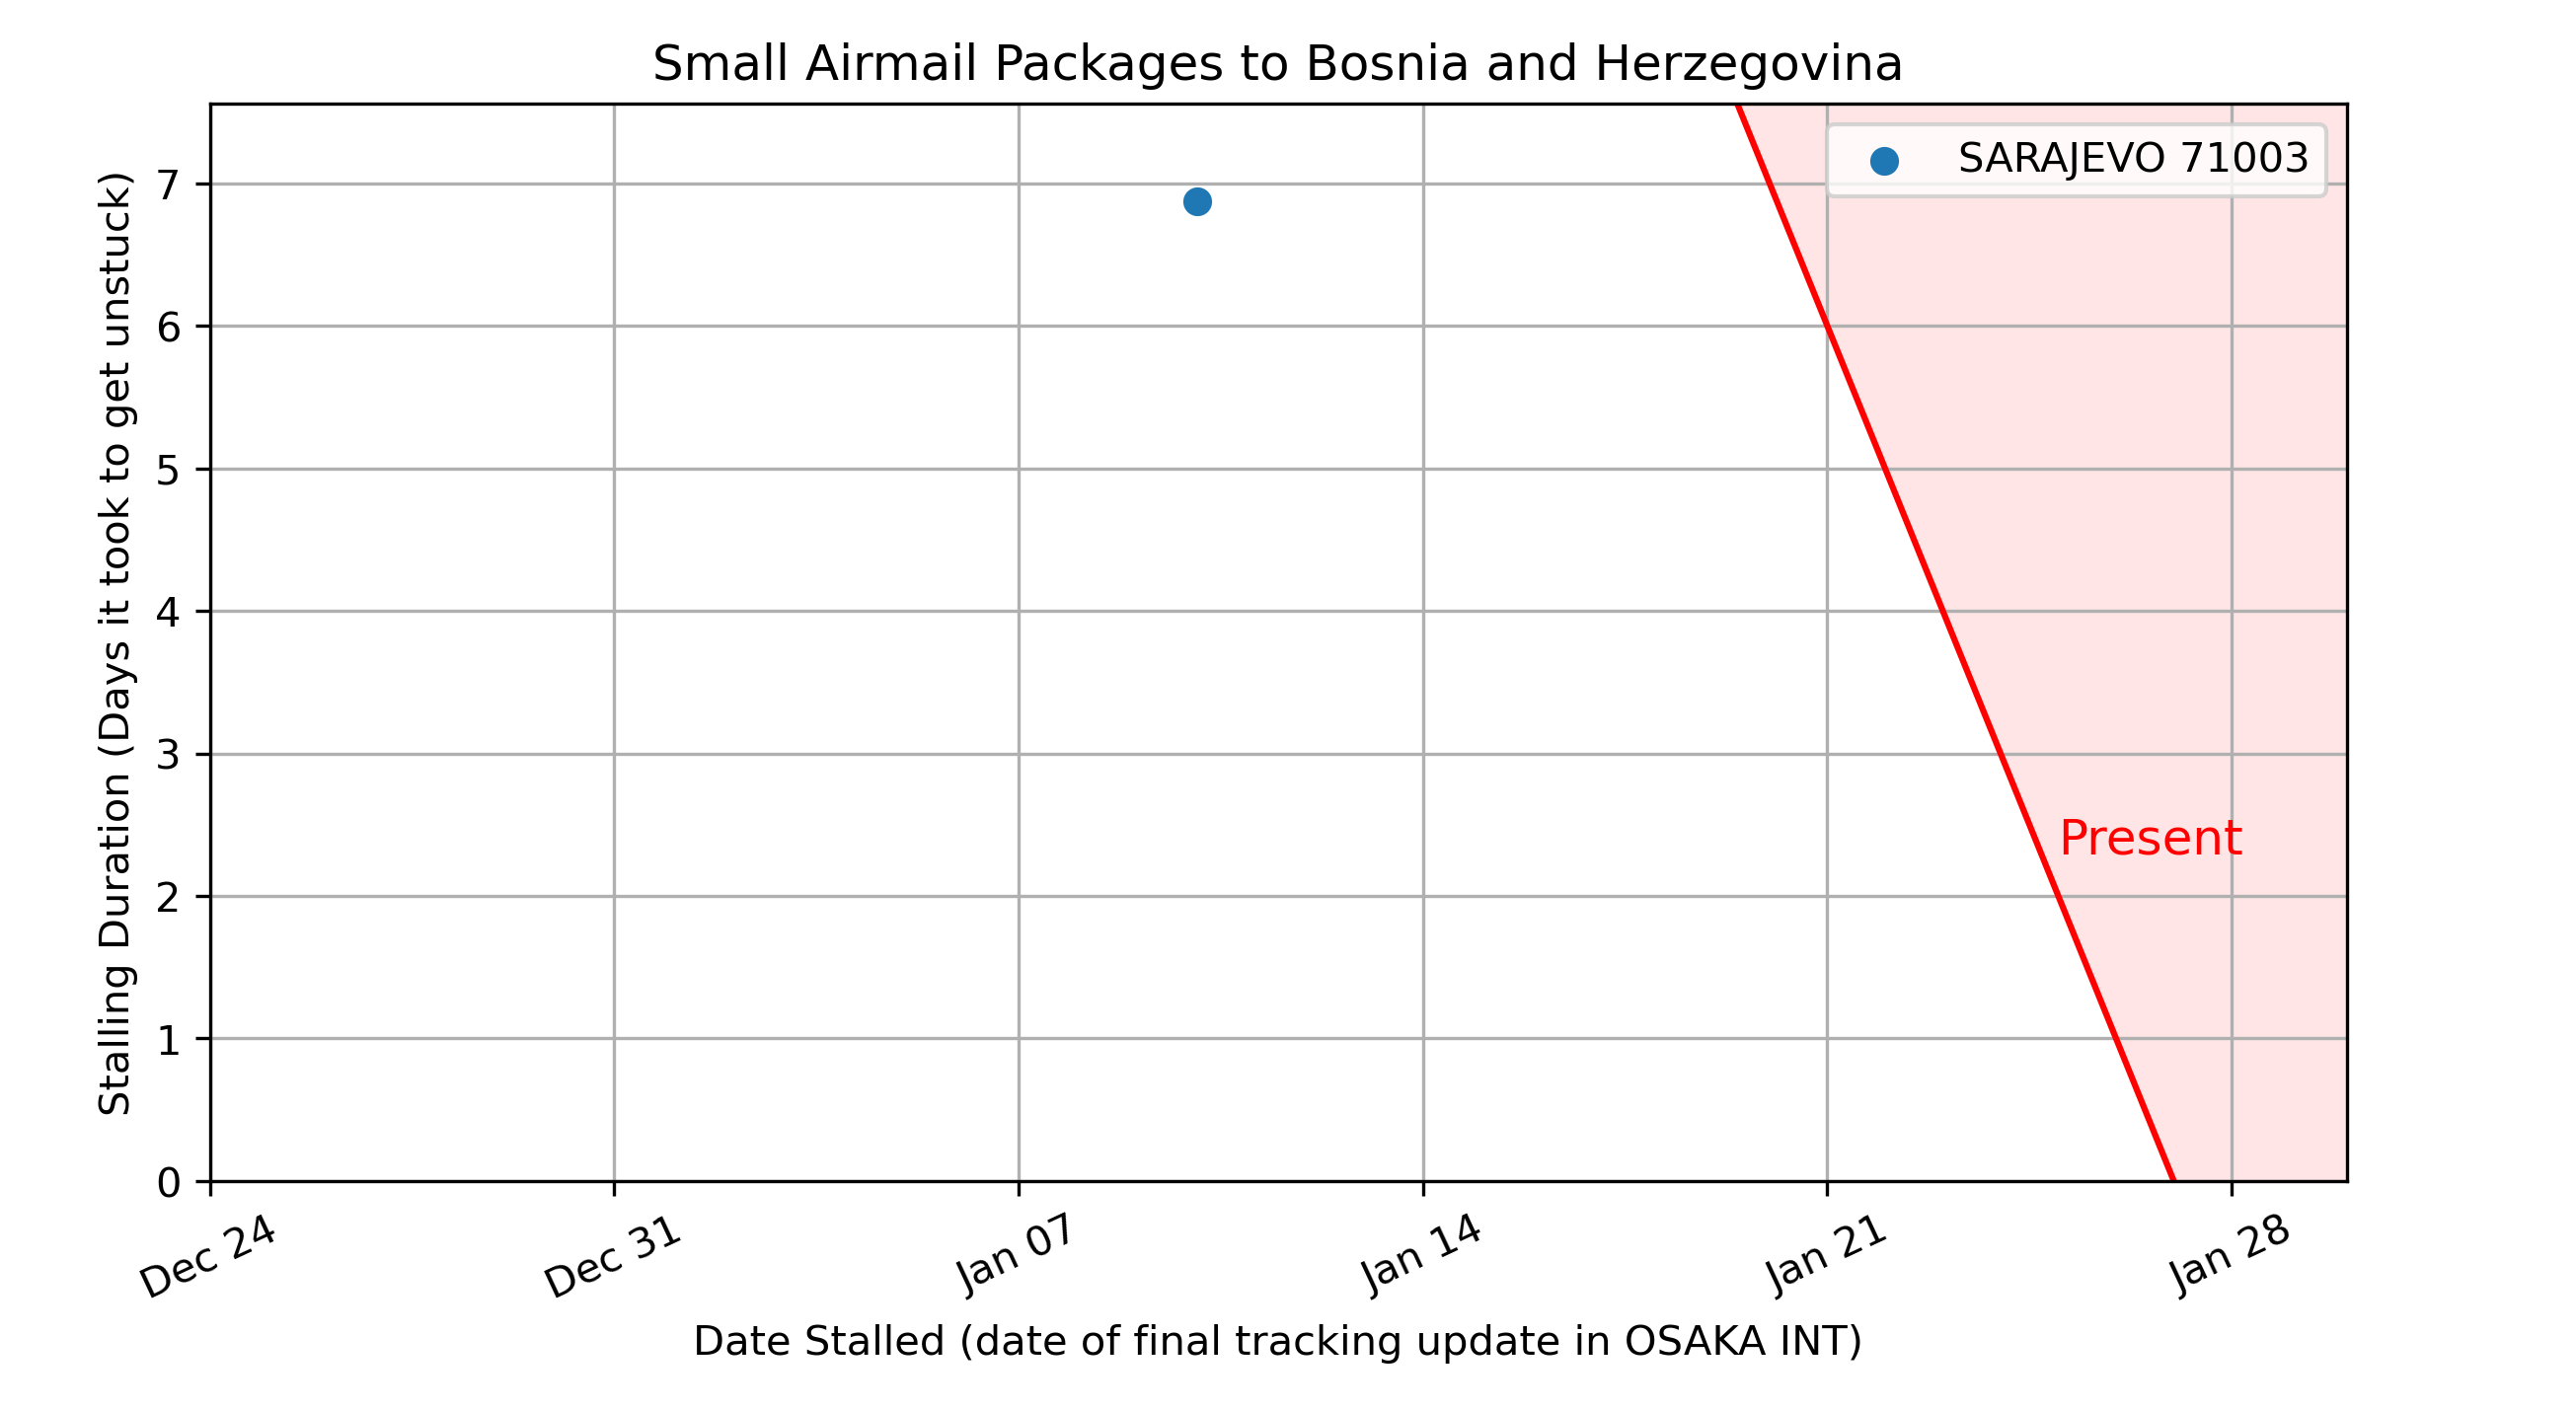 Small Airmail Packages to Bosnia and Herzegovina
SARAJEVO 71003
Stalling Duration (Days it took to get unstuck)
7
6
5
4
3
2
1
0
Present
Dec 24
Dec 31
Jan 07
Jan 14
Jan 21
Jan 28
Date Stalled (date of final tracking update in OSAKA INT)